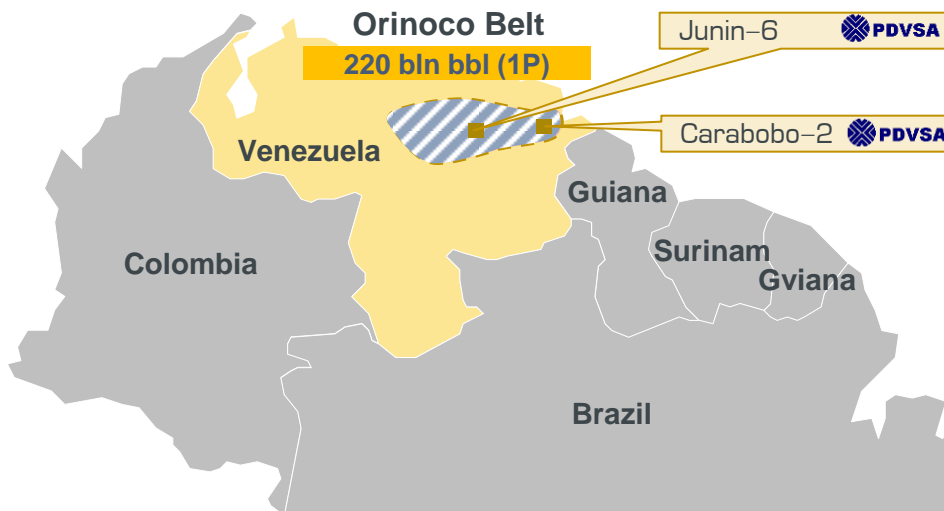 Orinoco Belt
220 bln bbl (1P)
Junin-6 PDVSA
Carabobo-2 PDVSA
Venezuela
Guiana
Surinam
Gviana
Colombia
Brazil